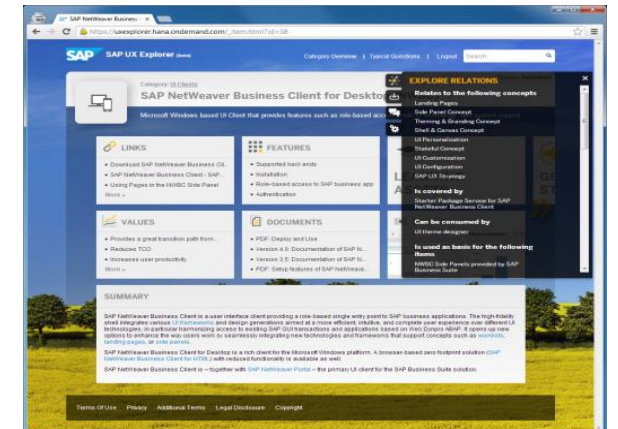 SAP NetWeaver Business
https://uxexplorer.hana.ondemand.com/_item.html?id=38
SAP SAP UX Explorer (beta)
Category Overview | Topical Questions | Logout Search
Category: UI Clients
SAP NetWeaver Business Client for Deskto
Microsoft Windows based UI Client that provides features such as role-based acc
EXPLORE RELATIONS
Relates to the following concepts
Landing Pages
Side Panel Concept
Theming & Branding Concept
Shell & Canvas Concept
UI Personalization
Stateful Concept
UI Customization
UI Configuration
SAP UX Strategy
Is covered by
Starter Package Service for SAP
NetWeaver Business Client
Can be consumed by
UI theme designer
Is used as basis for the following
items
NWBC Side Panels provided by SAP
Business Suite
LINKS
• Download SAP NetWeaver Business Cli..
• SAP NetWeaver Business Client - SAP...
• Using Pages in the NWBC Side Panel
More »
FEATURES
• Supported back ends
• Installation
• Role-based access to SAP business app
• Authentication
VALUES
• Provides a great transition path from...
• Reduces TCO
• Increases user productivity
More »
DOCUMENTS
• PDF: Deploy and Use
• Version 4.0: Documentation of SAP N...
• Version 3.5: Documentation of SAP N...
• PDF: Setup features of SAP NetWeave...
SUMMARY
SAP NetWeaver Business Client is a user interface client providing a role-based single entry point to SAP business applications. The high-fidelity
shell integrates various UI frameworks and design generations aimed at a more efficient, intuitive, and complete user experience over different UI
technologies, in particular harmonizing access to existing SAP GUI transactions and applications based on Web Dynpro ABAP. It opens up new
options to enhance the way users work by seamlessly integrating new technologies and frameworks that support concepts such as worklists,
landing pages, or side panels.
SAP NetWeaver Business Client for Desktop is a rich client for the Microsoft Windows platform. A browser-based zero footprint solution (SAP
NetWeaver Business Client for HTML) with reduced functionality is available as well.
SAP NetWeaver Business Client is – together with SAP NetWeaver Portal – the primary UI client for the SAP Business Suite solution.
Terms Of Use Privacy Additional Terms Legal Disclosure Copyright